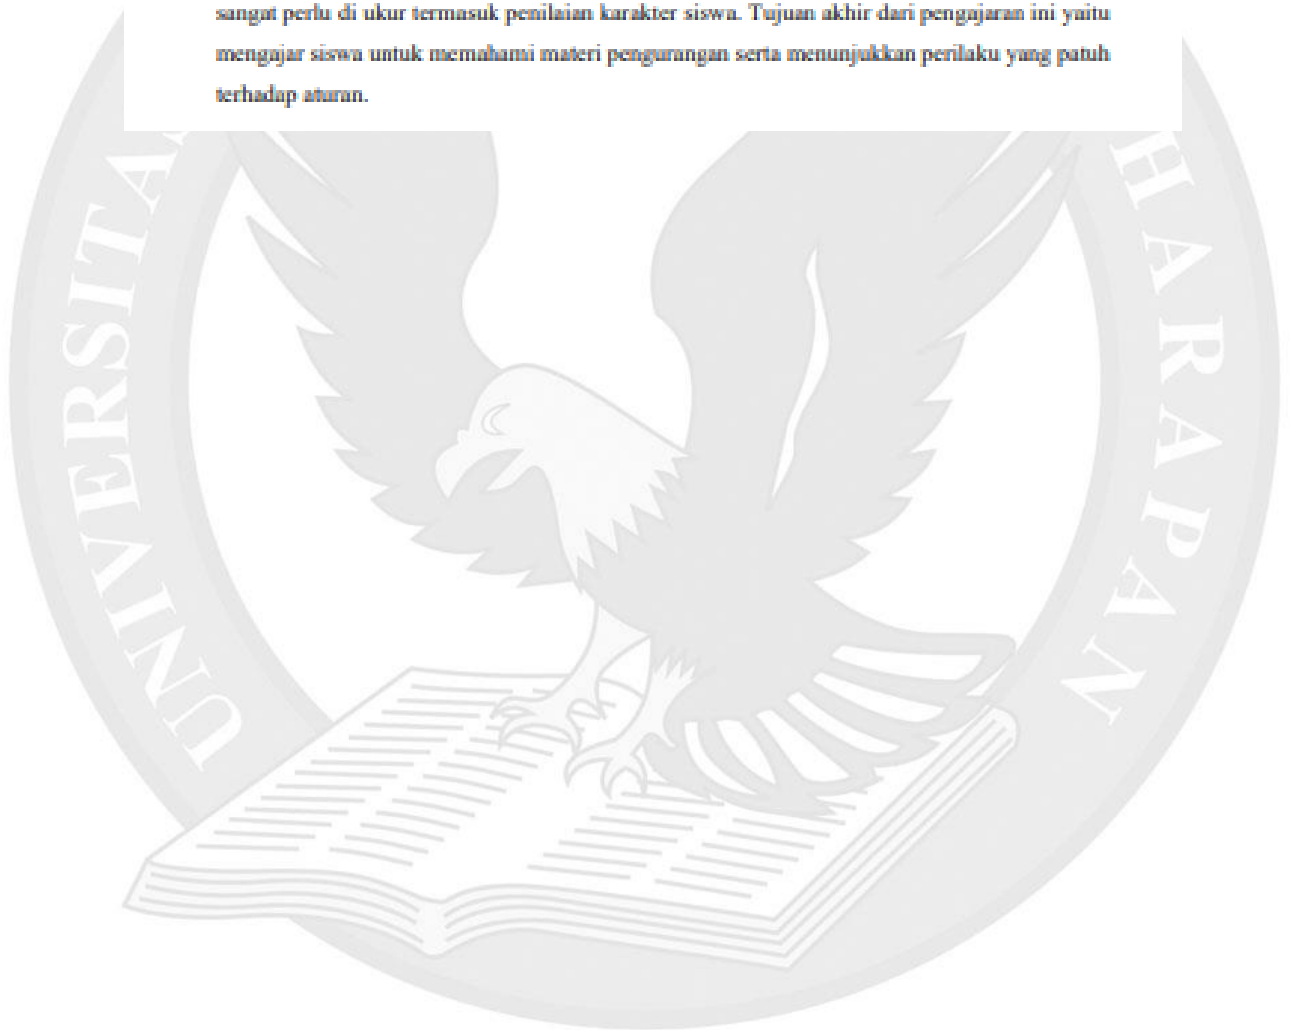 sangat perlu di ukur termasuk penilaian karakter siswa. Tujuan akhir dari pengajaran ini yaitu
mengajar siswa untuk memahami materi pengurangan serta menunjukkan perilaku yang patuh
terhadap aturan.
UNIVERSITA
HARAPAN